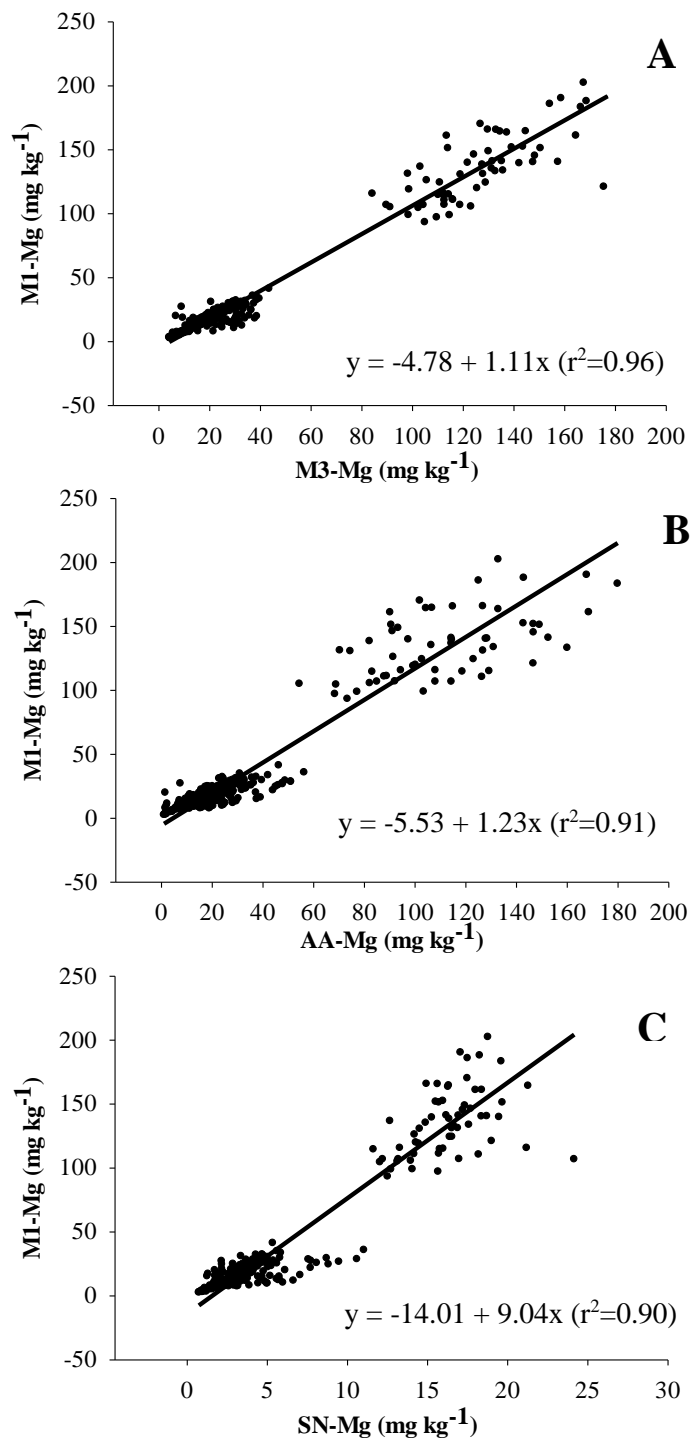 A
M1-Mg (mg kg-1)
250
200
150
100
50
0
-50
y = -4.78 + 1.11x (r2=0.96)
0 20 40 60 80 100 120 140 160 180 200
M3-Mg (mg kg-1)
B
M1-Mg (mg kg-1)
250
200
150
100
50
0
-50
y = -5.53 + 1.23x (r2=0.91)
0 20 40 60 80 100 120 140 160 180 200
AA-Mg (mg kg-1)
C
M1-Mg (mg kg-1)
250
200
150
100
50
0
-50
y = -14.01 + 9.04x (r2=0.90)
0 5 10 15 20 25 30
SN-Mg (mg kg-1)